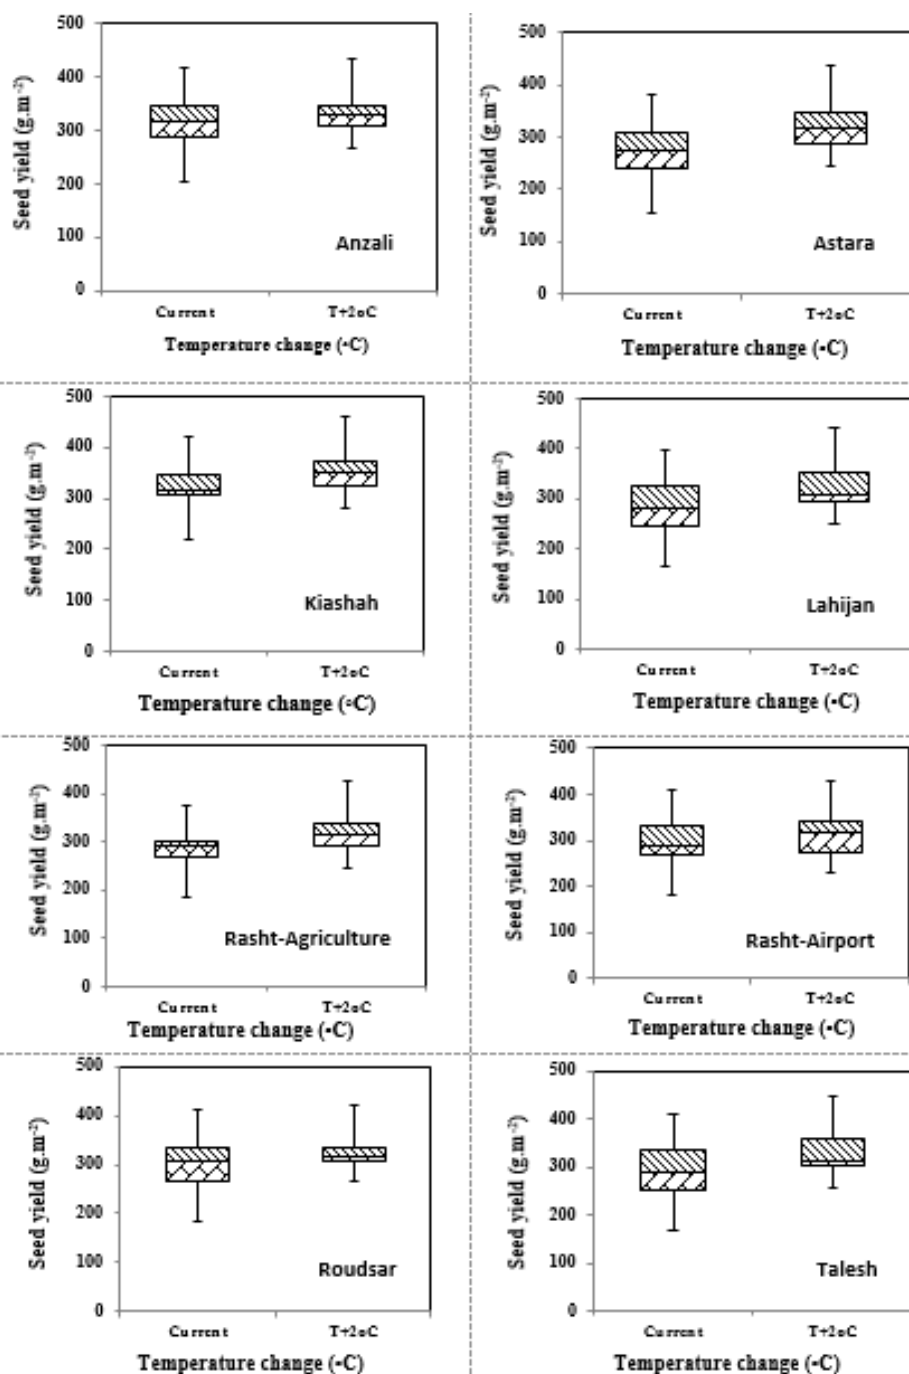 500
400
300
200
100
0
Seed yield (g.m⁻²)
Anzali
Current T+2oC
Temperature change (•C)
500
400
300
200
100
0
Seed yield (g.m⁻²)
Astara
Current T+2oC
Temperature change (•C)
500
400
300
200
100
0
Seed yield (g.m⁻²)
Kiashah
Current T+2oC
Temperature change (◦C)
500
400
300
200
100
0
Seed yield (g.m⁻²)
Lahijan
Current T+2oC
Temperature change (•C)
500
400
300
200
100
0
Seed yield (g.m⁻²)
Rasht-Agriculture
Current T+2oC
Temperature change (•C)
500
400
300
200
100
0
Seed yield (g.m⁻²)
Rasht-Airport
Current T+2oC
Temperature change (•C)
500
400
300
200
100
0
Seed yield (g.m⁻²)
Roudsar
Current T+2oC
Temperature change (•C)
500
400
300
200
100
0
Seed yield (g.m⁻²)
Talesh
Current T+2oC
Temperature change (•C)